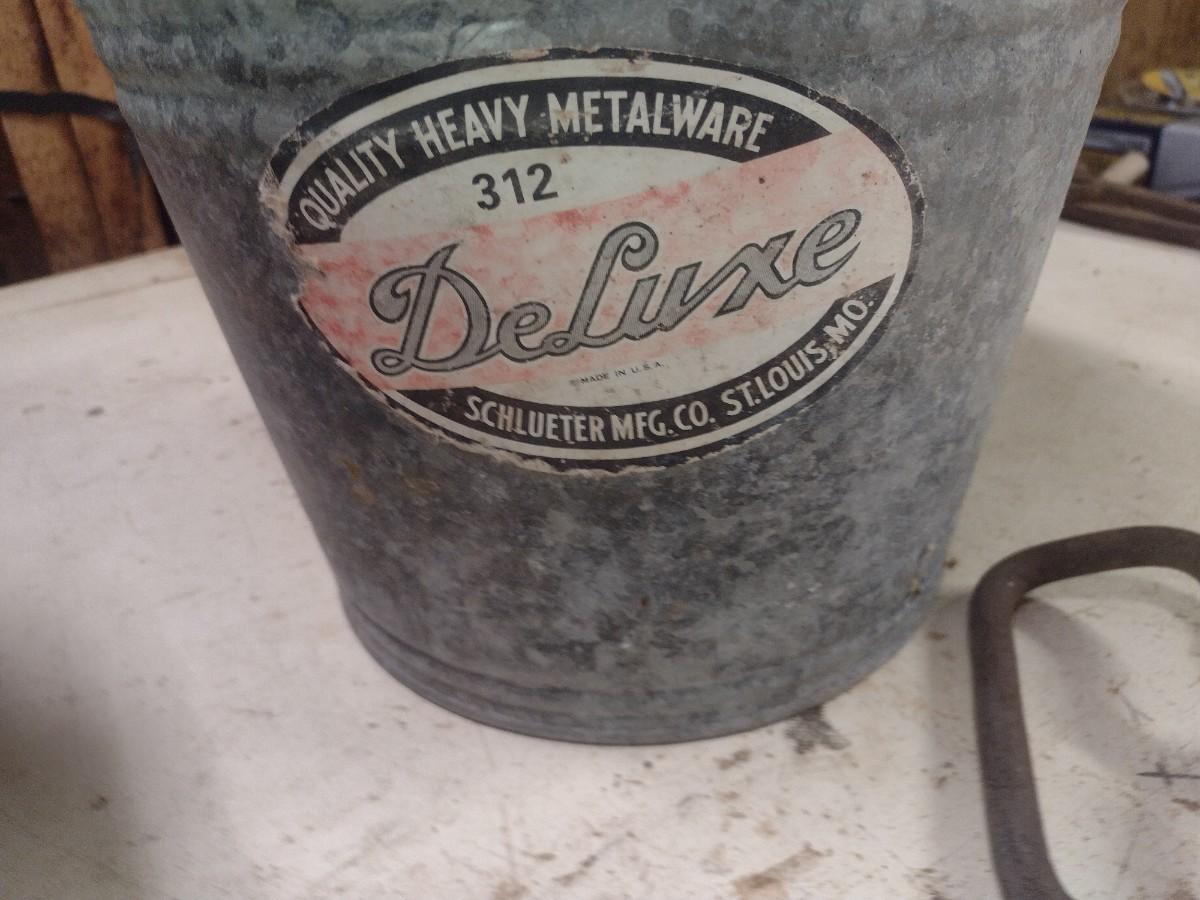 QUALITY HEAVY METALWARE
312
DeLuxe
MADE IN U.S.A.
SCHLUETER MFG. CO. ST. LOUIS, MO.